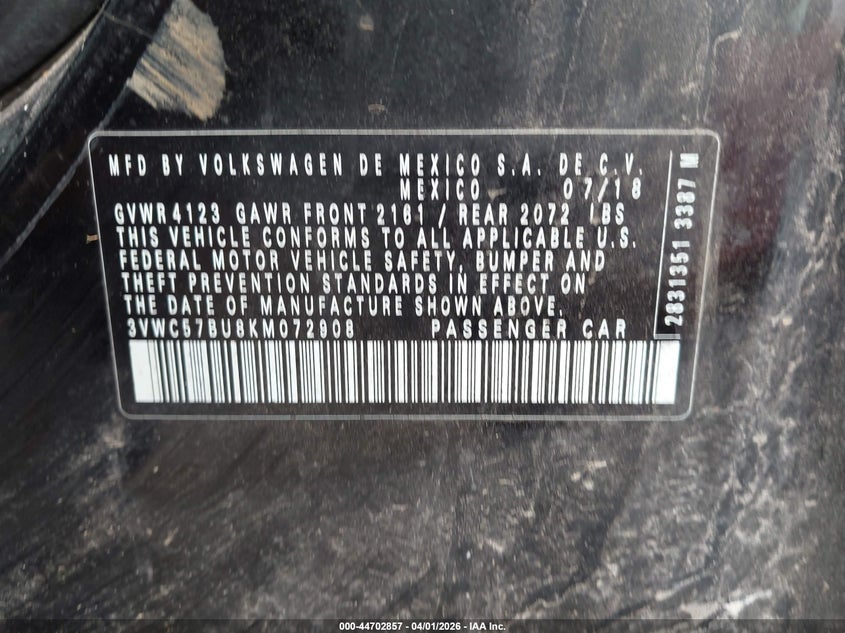 MFD BY VOLKSWAGEN DE MEXICO S.A. DE C.V.
MEXICO 07/18
GVWR 4123 GAWR FRONT 2161 / REAR 2072 LBS
THIS VEHICLE CONFORMS TO ALL APPLICABLE U.S.
FEDERAL MOTOR VEHICLE SAFETY, BUMPER AND
THEFT PREVENTION STANDARDS IN EFFECT ON
THE DATE OF MANUFACTURE SHOWN ABOVE.
3VWC57BU8KM072908 PASSENGER CAR
2831351 3387 M
000-44702857 - 04/01/2026 - IAA Inc.